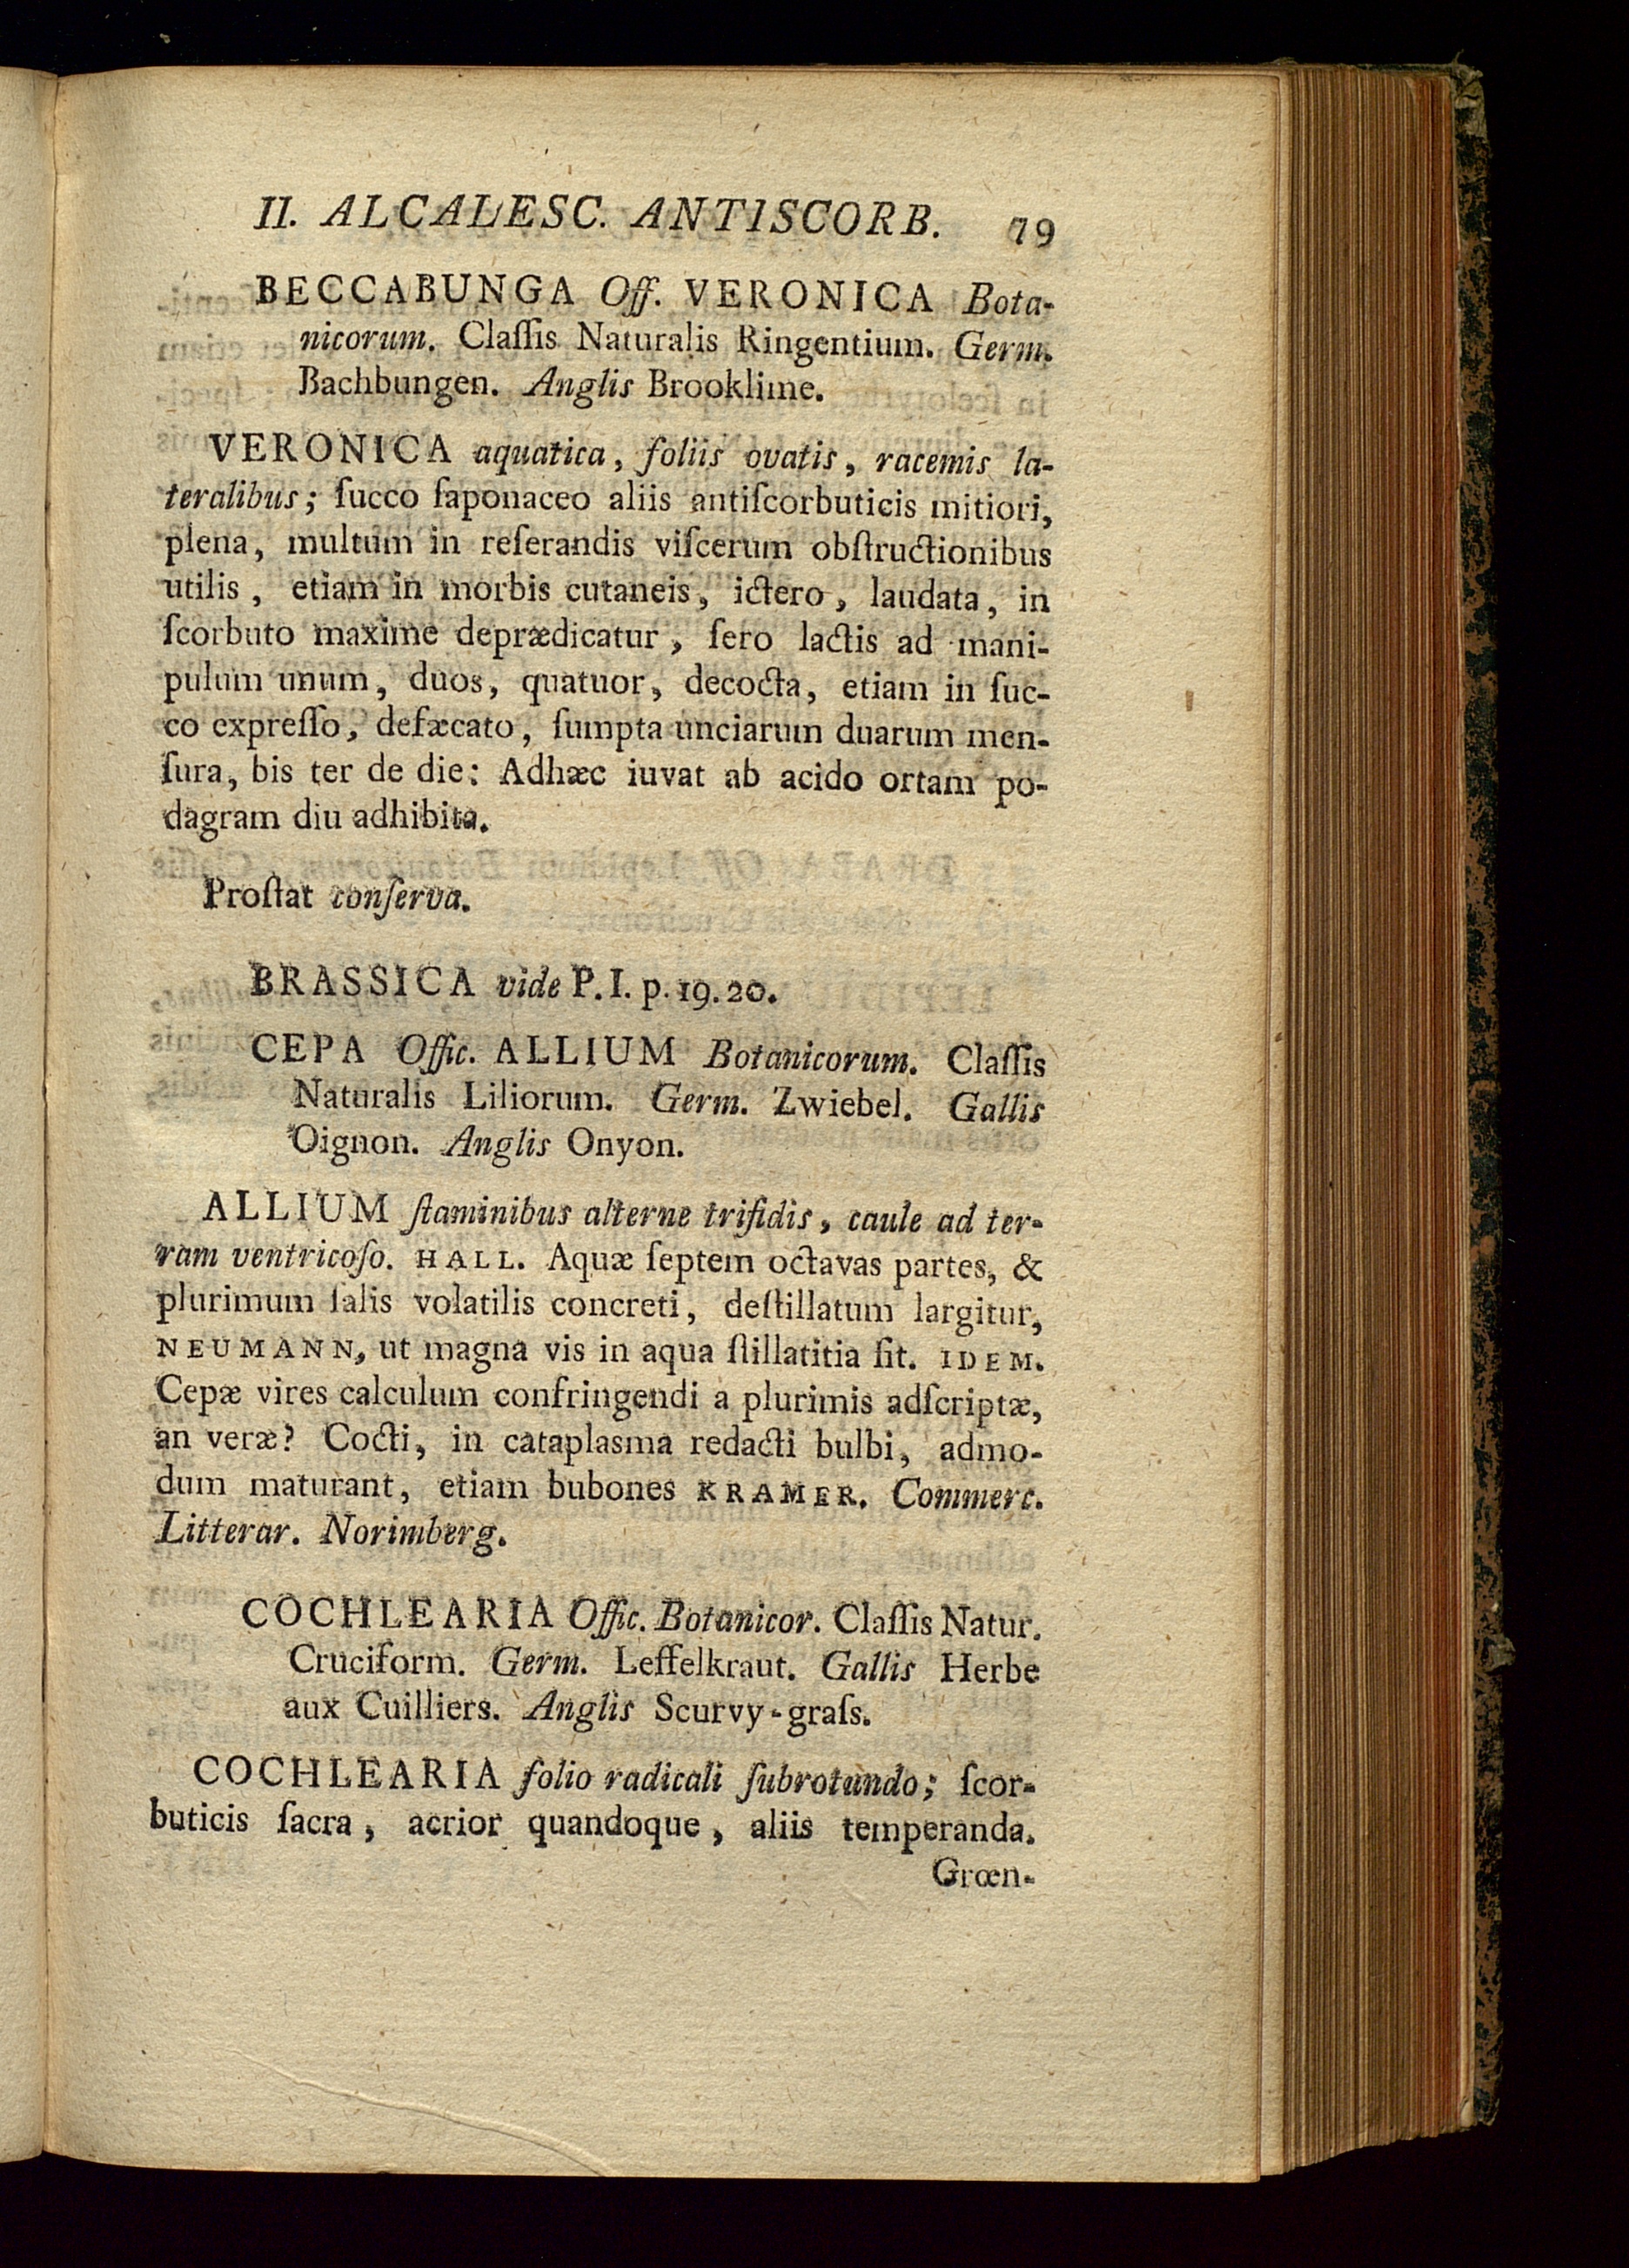 II. ALCALESC. ANTISCORB. 79
BECCABUNGA Off. VERONICA Bota-
nicorum. Claſſis Naturalis Ringentium. Germ.
Bachbungen. Anglis Brooklime.
VERONICA aquatica, foliis ovatis, racemis la-
teralibus; ſucco ſaponaceo aliis antiſcorbuticis mitiori,
plena, multum in reſerandis viſcerum obſtructionibus
utilis, etiam in morbis cutaneis, ictero, laudata, in
ſcorbuto maxime deprædicatur, ſero lactis ad mani-
pulum unum, duos, quatuor, decocta, etiam in ſuc-
co expreſſo, defæcato, ſumpta unciarum duarum men-
ſura, bis ter de die: Adhæc iuvat ab acido ortam po-
dagram diu adhibita.
Proſtat conſerva.
BRASSICA vide P. I. p. 19. 20.
CEPA Offic. ALLIUM Botanicorum. Claſſis
Naturalis Liliorum. Germ. Zwiebel. Gallis
Oignon. Anglis Onyon.
ALLIUM ſtaminibus alterne trifidis, caule ad ter-
ram ventricoſo. HALL. Aquæ ſeptem octavas partes, &
plurimum ſalis volatilis concreti, deſtillatum largitur,
NEUMANN, ut magna vis in aqua ſtillatitia ſit. IDEM.
Cepæ vires calculum confringendi a plurimis adſcriptæ,
an veræ? Cocti, in cataplasma redacti bulbi, admo-
dum maturant, etiam bubones KRAMER. Commerc.
Litterar. Norimberg.
COCHLEARIA Offic. Botanicor. Claſſis Natur.
Cruciform. Germ. Leffelkraut. Gallis Herbe
aux Cuilliers. Anglis Scurvy-graſs.
COCHLEARIA folio radicali ſubrotundo; ſcor-
buticis ſacra, acrior quandoque, aliis temperanda.
Grœn-